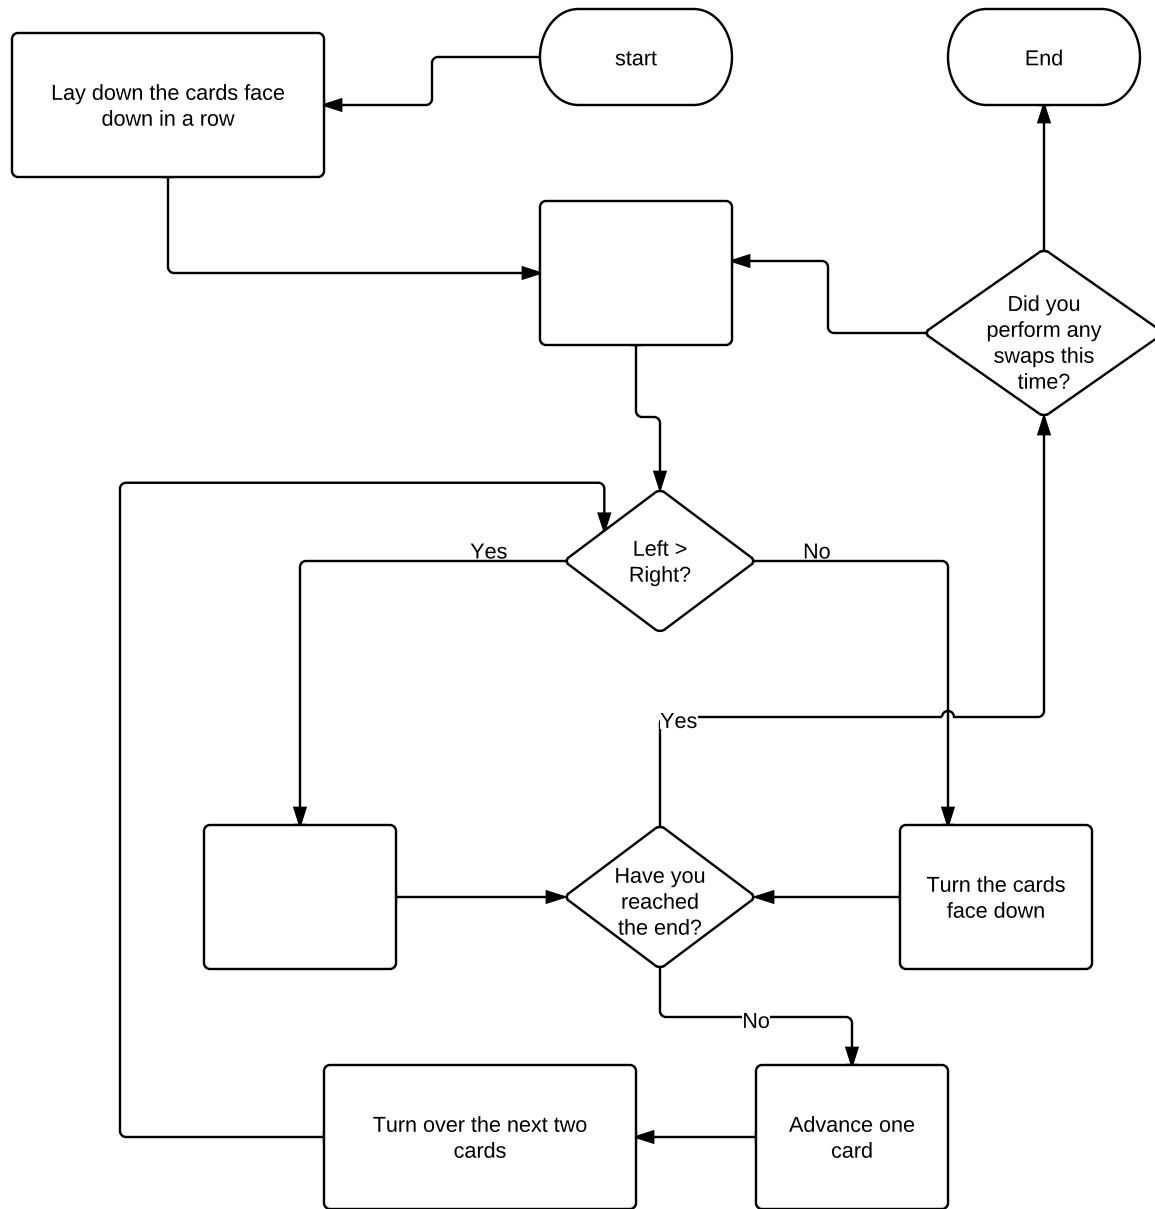 start
End
Lay down the cards face
down in a row
Did you
perform any
swaps this
time?
Left >
Right?
Yes
No
Yes
Have you
reached
the end?
Turn the cards
face down
No
Turn over the next two
cards
Advance one
card